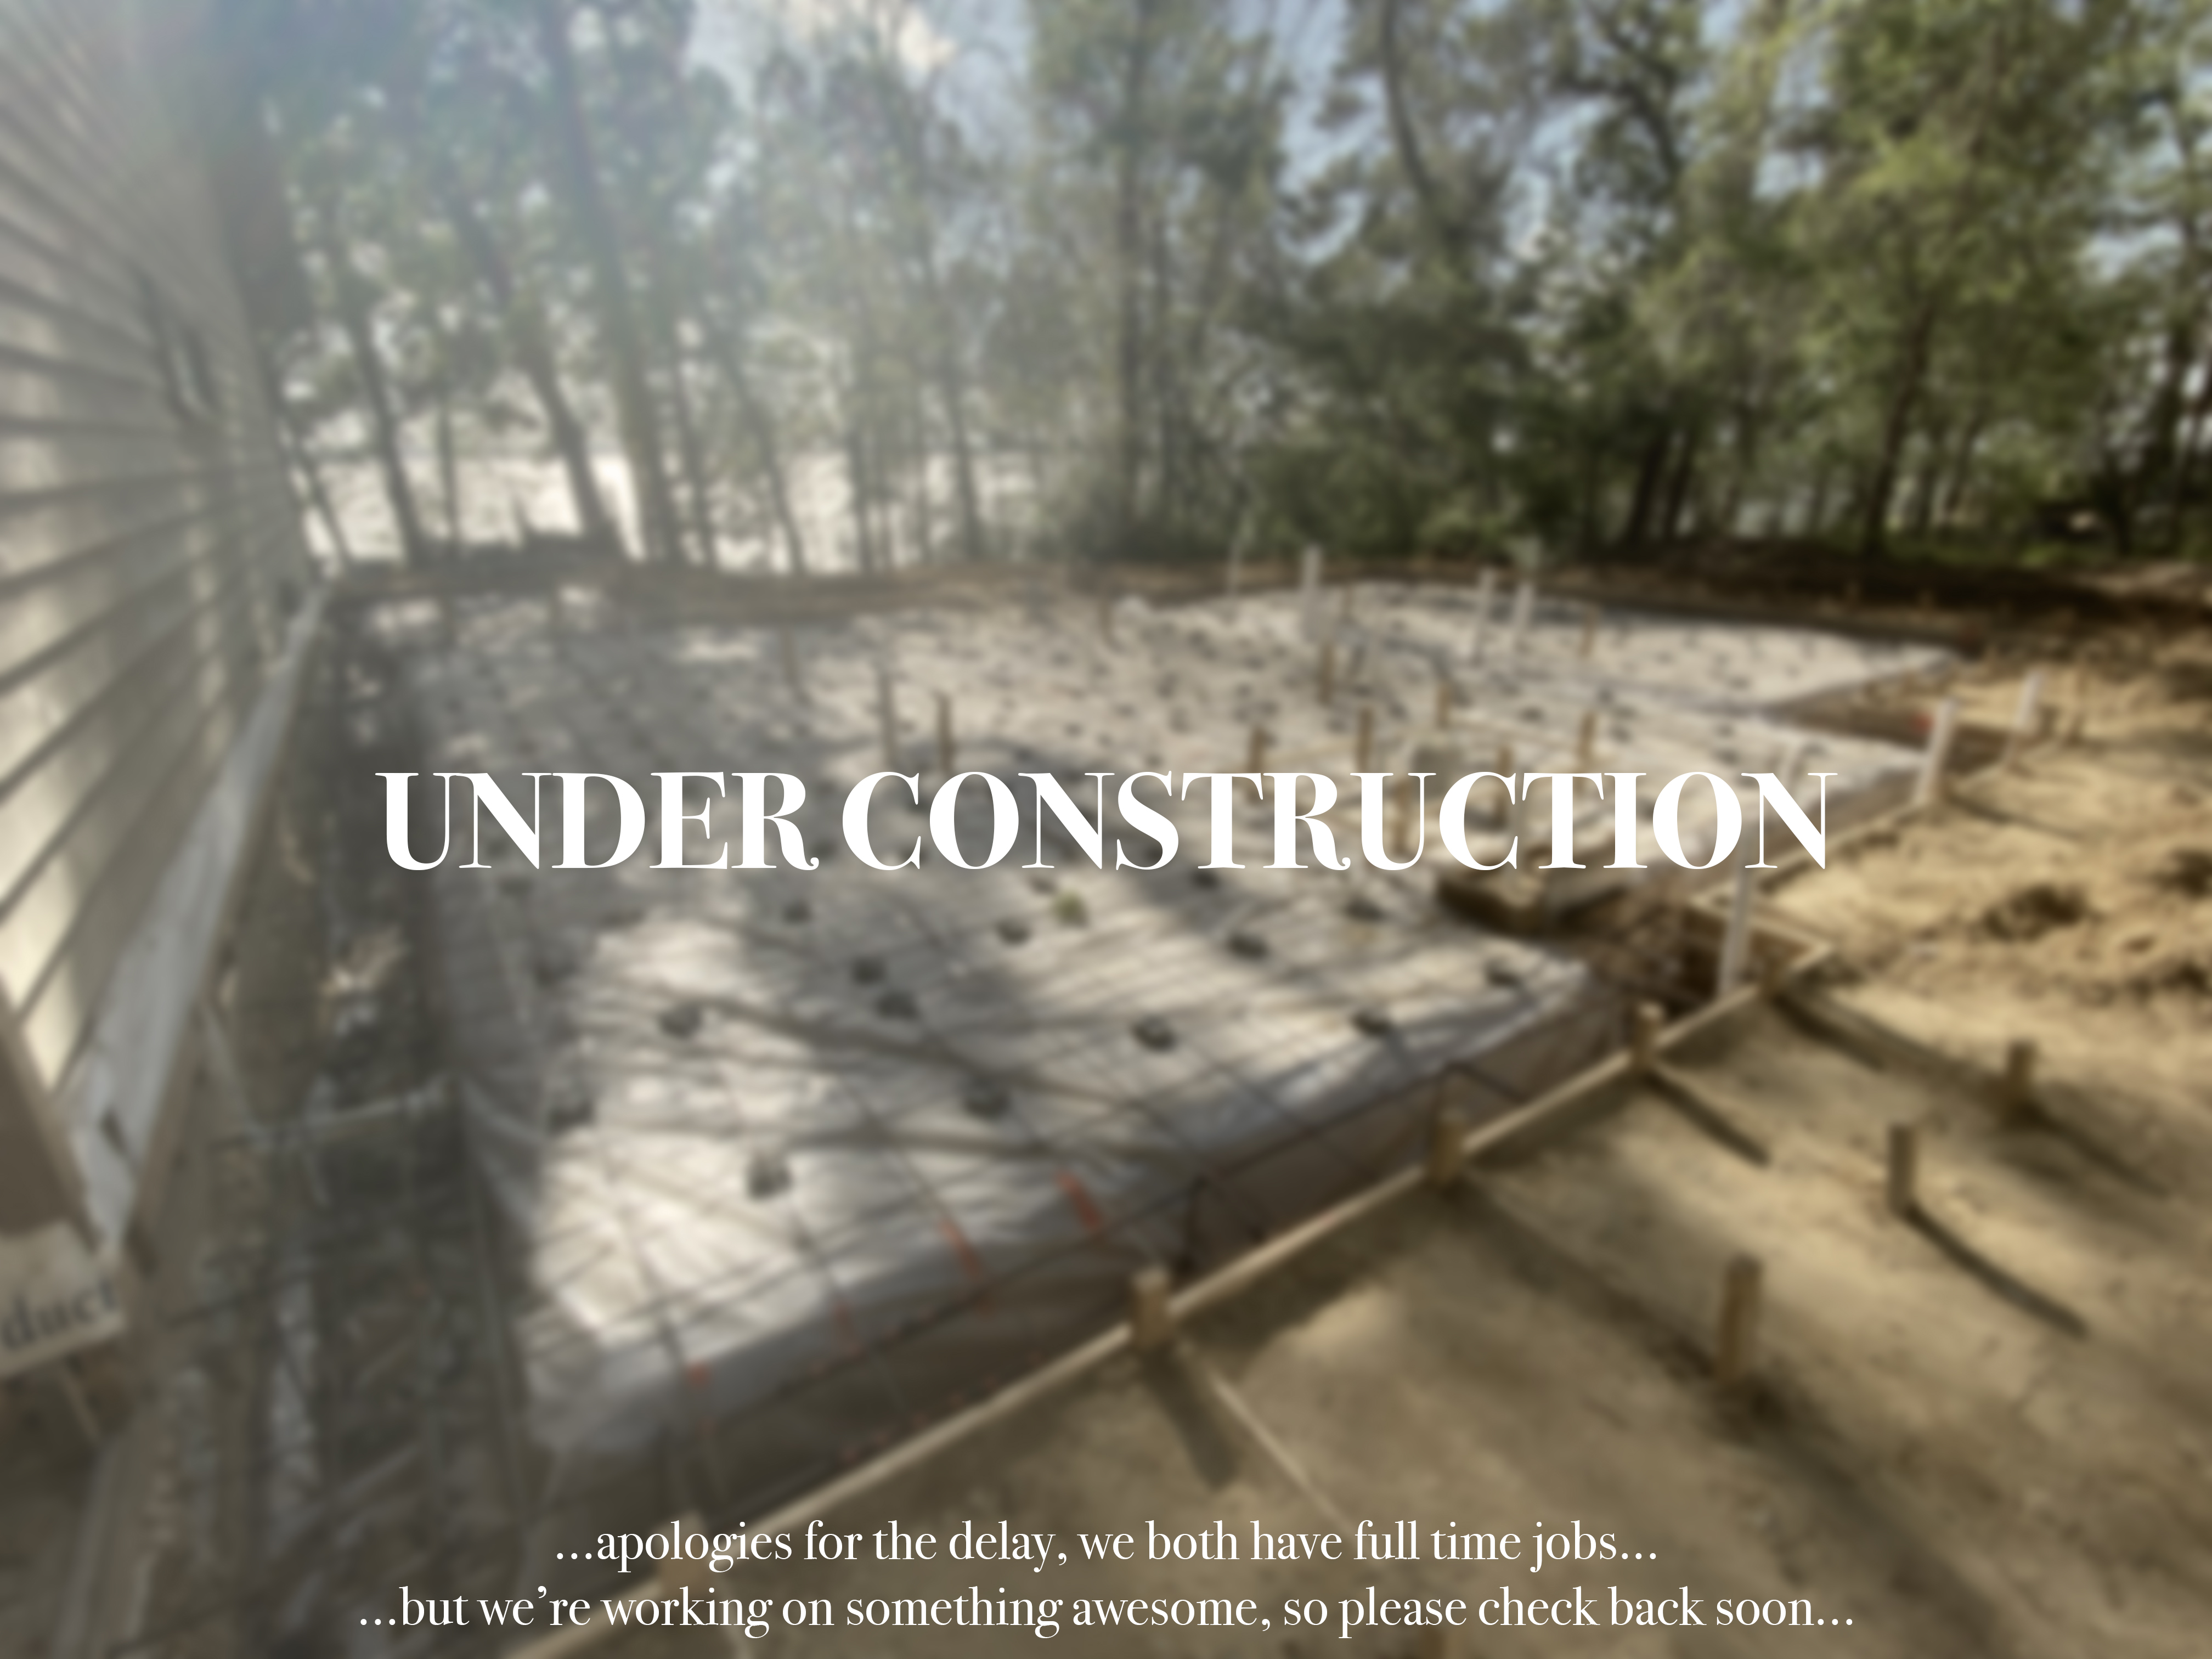 UNDER CONSTRUCTION
duct
...apologies for the delay, we both have full time jobs...
...but we’re working on something awesome, so please check back soon...